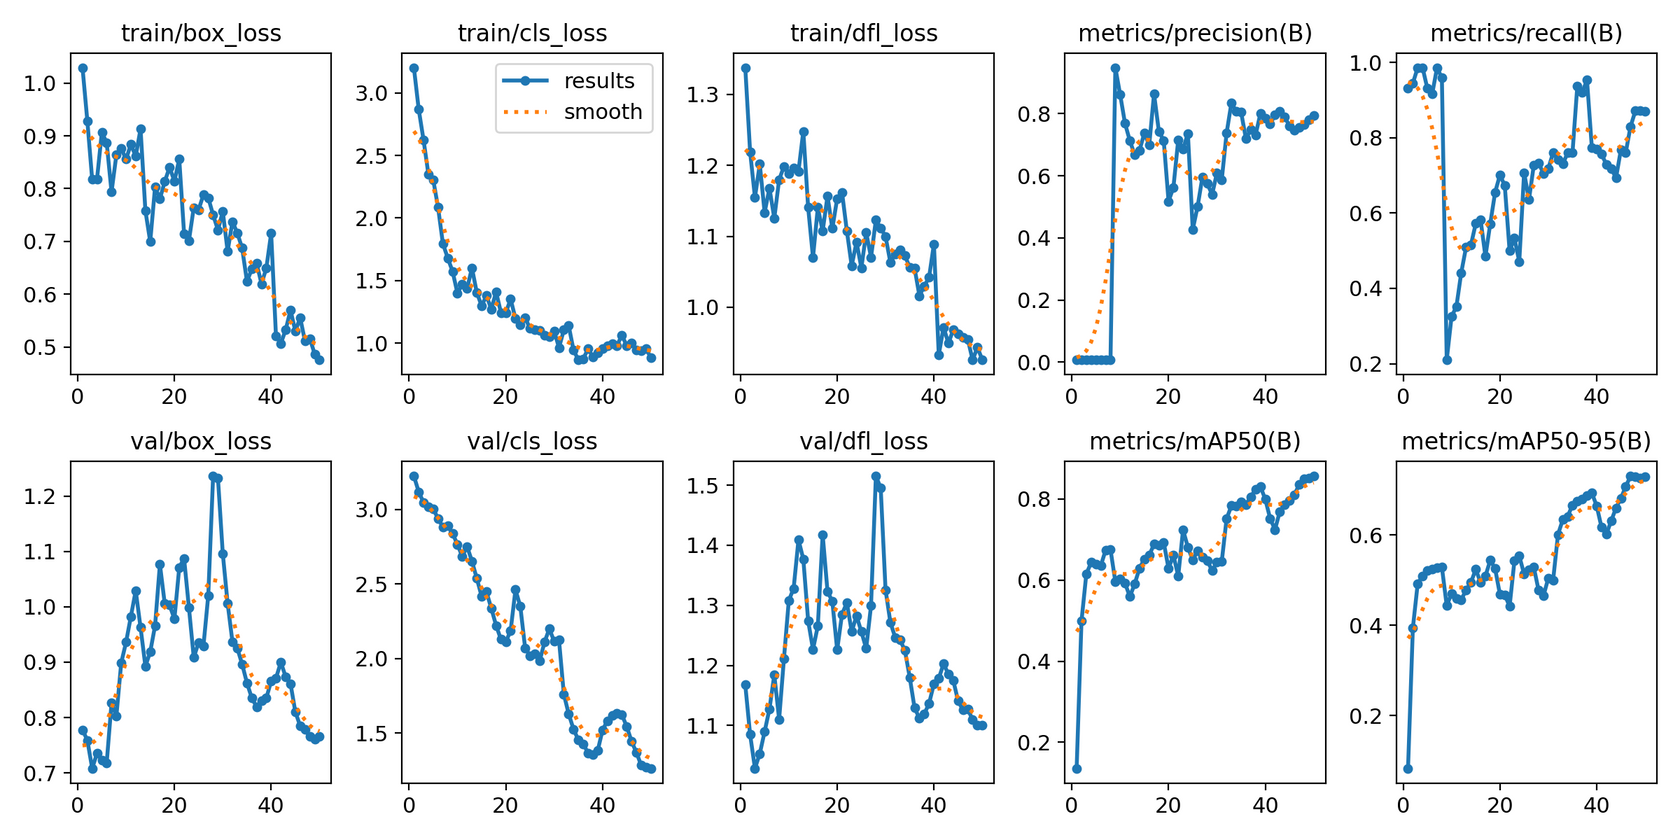 train/box_loss
train/cls_loss
train/dfl_loss
metrics/precision(B)
metrics/recall(B)
1.0
0.9
0.8
0.7
0.6
0.5
0 20 40
3.0
2.5
2.0
1.5
1.0
results
smooth
0 20 40
1.3
1.2
1.1
1.0
0 20 40
0.8
0.6
0.4
0.2
0.0
0 20 40
1.0
0.8
0.6
0.4
0.2
0 20 40
val/box_loss
val/cls_loss
val/dfl_loss
metrics/mAP50(B)
metrics/mAP50-95(B)
1.2
1.1
1.0
0.9
0.8
0.7
0 20 40
3.0
2.5
2.0
1.5
0 20 40
1.5
1.4
1.3
1.2
1.1
0 20 40
0.8
0.6
0.4
0.2
0 20 40
0.6
0.4
0.2
0 20 40